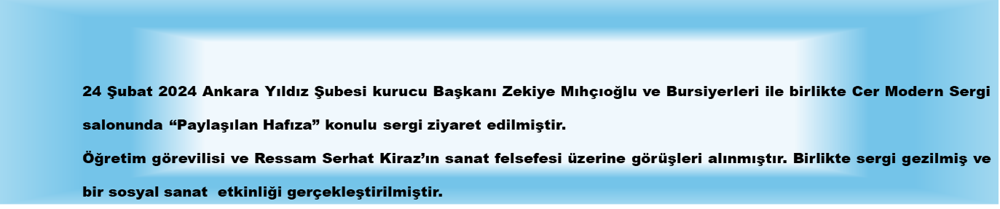 24 Şubat 2024 Ankara Yıldız Şubesi kurucu Başkanı Zekiye Mıhçıoğlu ve Bursiyerleri ile birlikte Cer Modern Sergi
salonunda “Paylaşılan Hafıza” konulu sergi ziyaret edilmiştir.
Öğretim görevilisi ve Ressam Serhat Kiraz’ın sanat felsefesi üzerine görüşleri alınmıştır. Birlikte sergi gezilmiş ve
bir sosyal sanat  etkinliği gerçekleştirilmiştir.